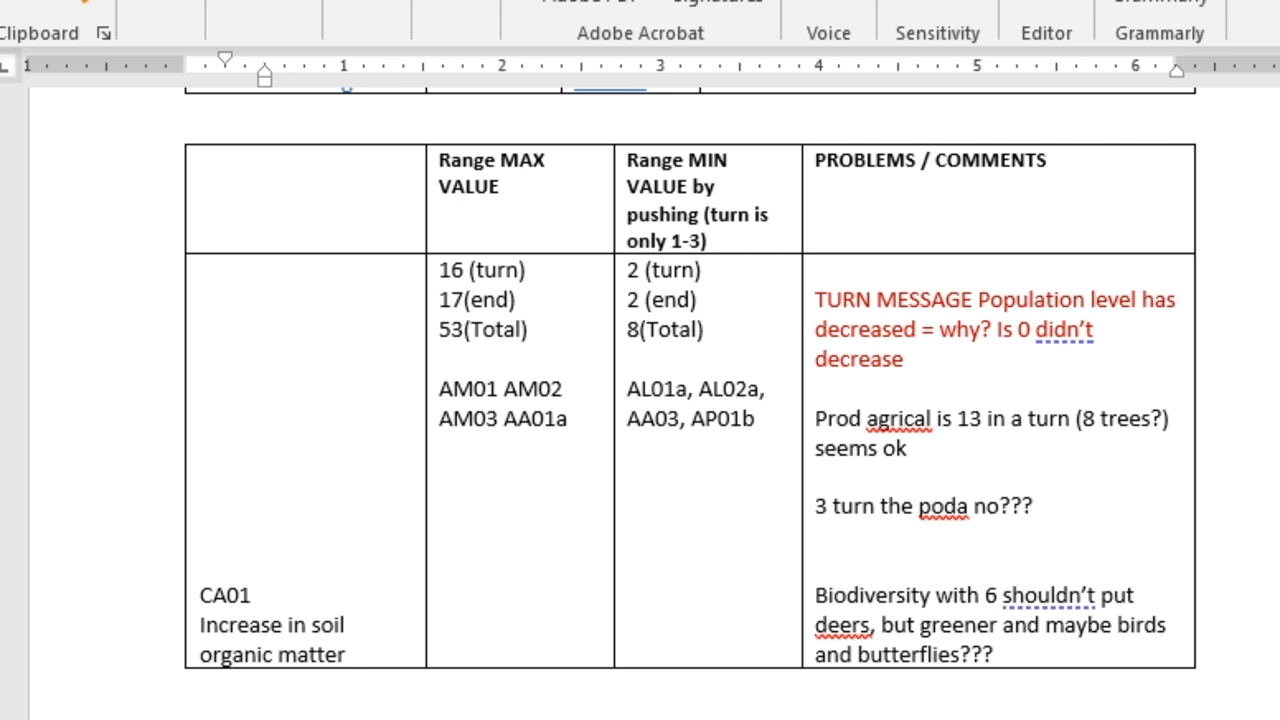 Clipboard
Adobe Acrobat
Voice
Sensitivity
Editor
Grammarly
1 1 2 3 4 5 6
Range MAX
VALUE
Range MIN
VALUE by
pushing (turn is
only 1-3)
PROBLEMS / COMMENTS
CA01
Increase in soil
organic matter
16 (turn)
17(end)
53(Total)
AM01 AM02
AM03 AA01a
2 (turn)
2 (end)
8(Total)
AL01a, AL02a,
AA03, AP01b
TURN MESSAGE Population level has
decreased = why? Is 0 didn’t
decrease
Prod agrical is 13 in a turn (8 trees?)
seems ok
3 turn the poda no???
Biodiversity with 6 shouldn’t put
deers, but greener and maybe birds
and butterflies???